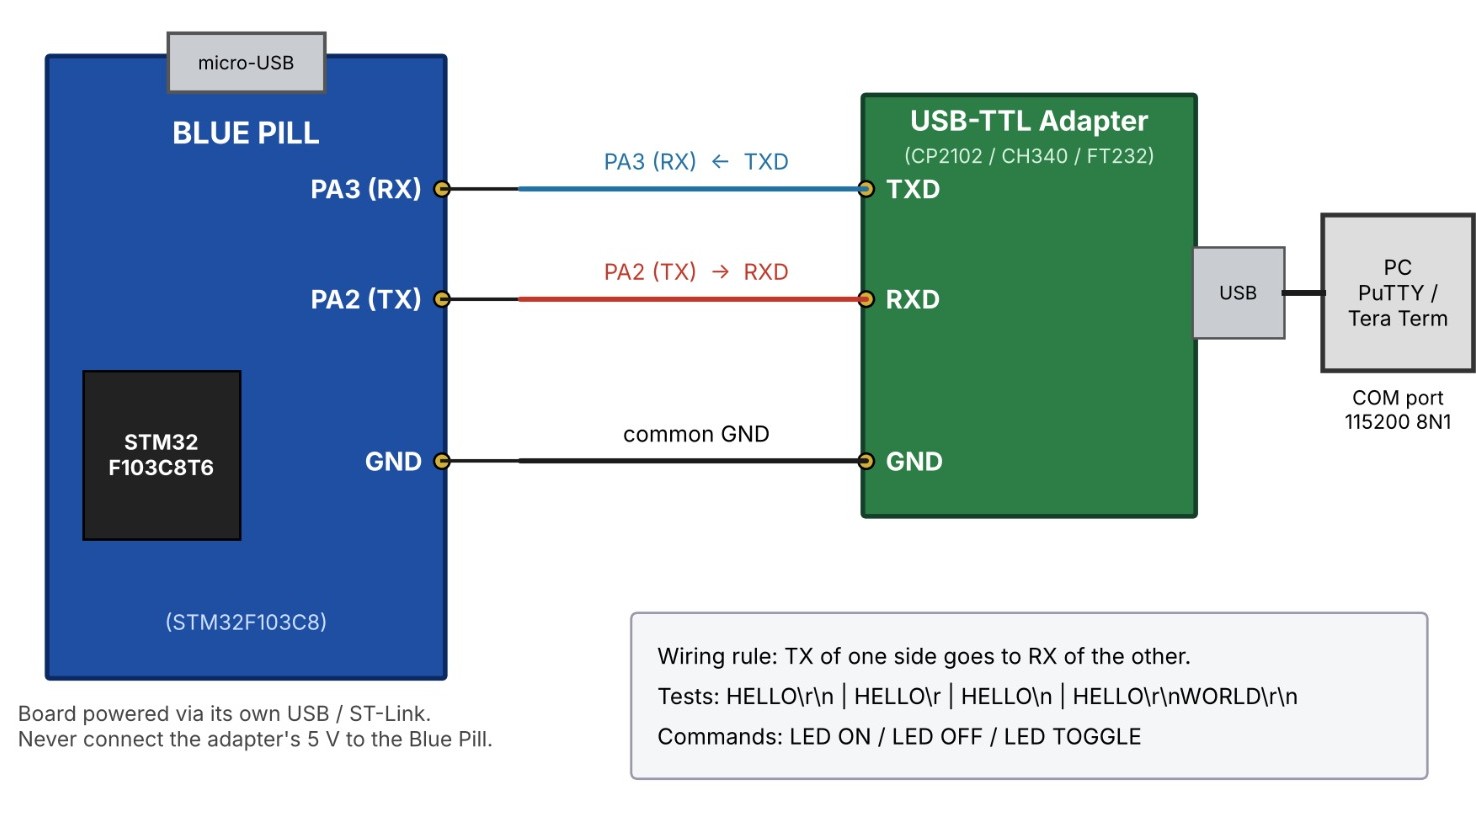 micro-USB
BLUE PILL
PA3 (RX)
PA2 (TX)
STM32
F103C8T6
GND
(STM32F103C8)
Board powered via its own USB / ST-Link.
Never connect the adapter's 5 V to the Blue Pill.
PA3 (RX) ← TXD
PA2 (TX) → RXD
common GND
USB-TTL Adapter
(CP2102 / CH340 / FT232)
TXD
RXD
GND
USB
PC
PuTTY /
Tera Term
COM port
115200 8N1
Wiring rule: TX of one side goes to RX of the other.
Tests: HELLO\r\n | HELLO\r | HELLO\n | HELLO\r\nWORLD\r\n
Commands: LED ON / LED OFF / LED TOGGLE